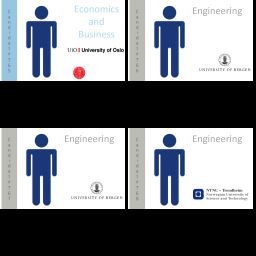 Economics
and
Business
UiO University of Oslo
Engineering
UNIVERSITY OF BERGEN
Engineering
UNIVERSITY OF BERGEN
Engineering
NTNU – Trondheim
Norwegian University of
Science and Technology